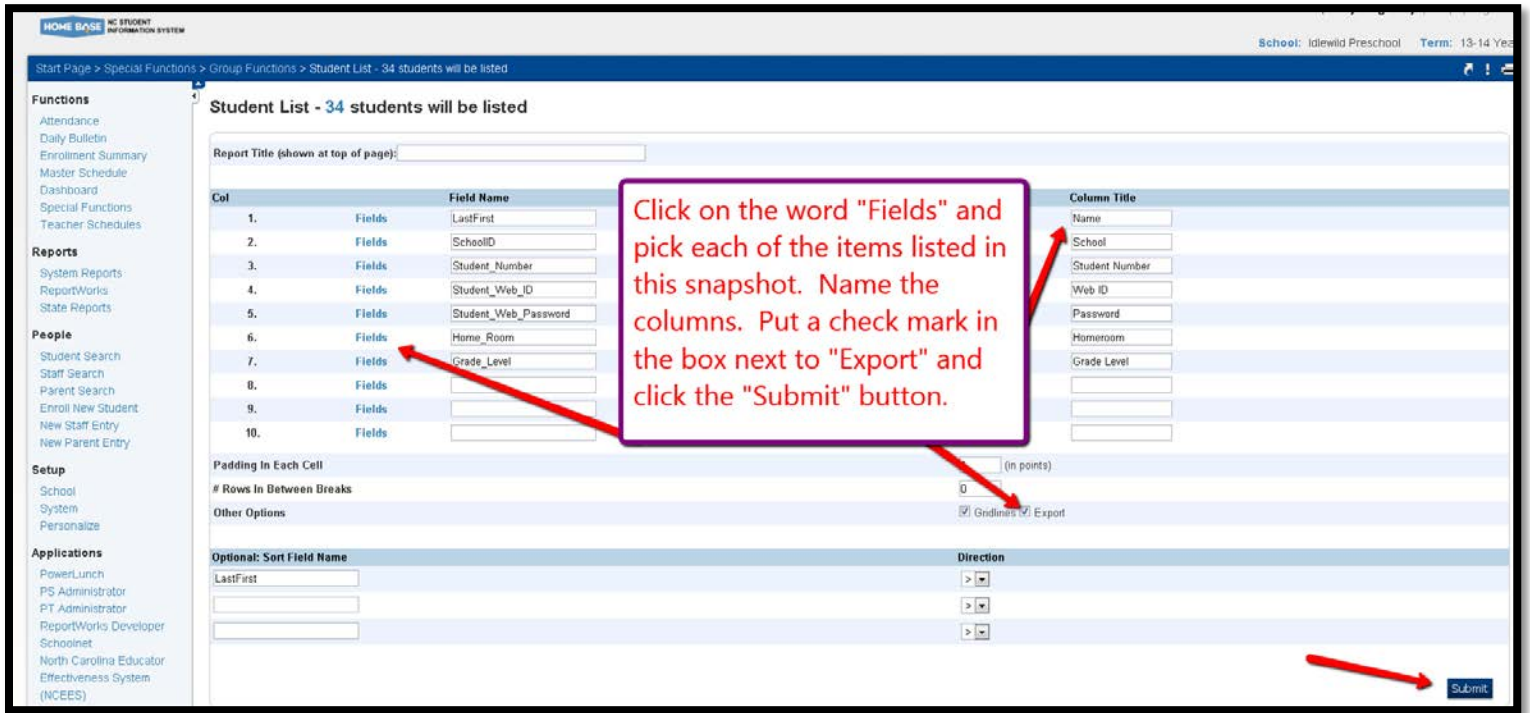 HOME BASE NC STUDENT INFORMATION SYSTEM
School: Idlewild Preschool Term: 13-14 Yea
Start Page > Special Functions > Group Functions > Student List - 34 students will be listed
Functions
Attendance
Daily Bulletin
Enrollment Summary
Master Schedule
Dashboard
Special Functions
Teacher Schedules
Reports
System Reports
ReportWorks
State Reports
People
Student Search
Staff Search
Parent Search
Enroll New Student
New Staff Entry
New Parent Entry
Setup
School
System
Personalize
Applications
PowerLunch
PS Administrator
PT Administrator
ReportWorks Developer
Schoolnet
North Carolina Educator
Effectiveness System
(NCEES)
Student List - 34 students will be listed
Report Title (shown at top of page):
Col Field Name Column Title
1. Fields LastFirst Name
2. Fields SchoolID School
3. Fields Student_Number Student Number
4. Fields Student_Web_ID Web ID
5. Fields Student_Web_Password Password
6. Fields Home_Room Homeroom
7. Fields Grade_Level Grade Level
8. Fields
9. Fields
10. Fields
Click on the word "Fields" and
pick each of the items listed in
this snapshot. Name the
columns. Put a check mark in
the box next to "Export" and
click the "Submit" button.
Padding In Each Cell (in points)
# Rows In Between Breaks 0
Other Options Gridlines Export
Optional: Sort Field Name Direction
LastFirst >
>
>
Submit